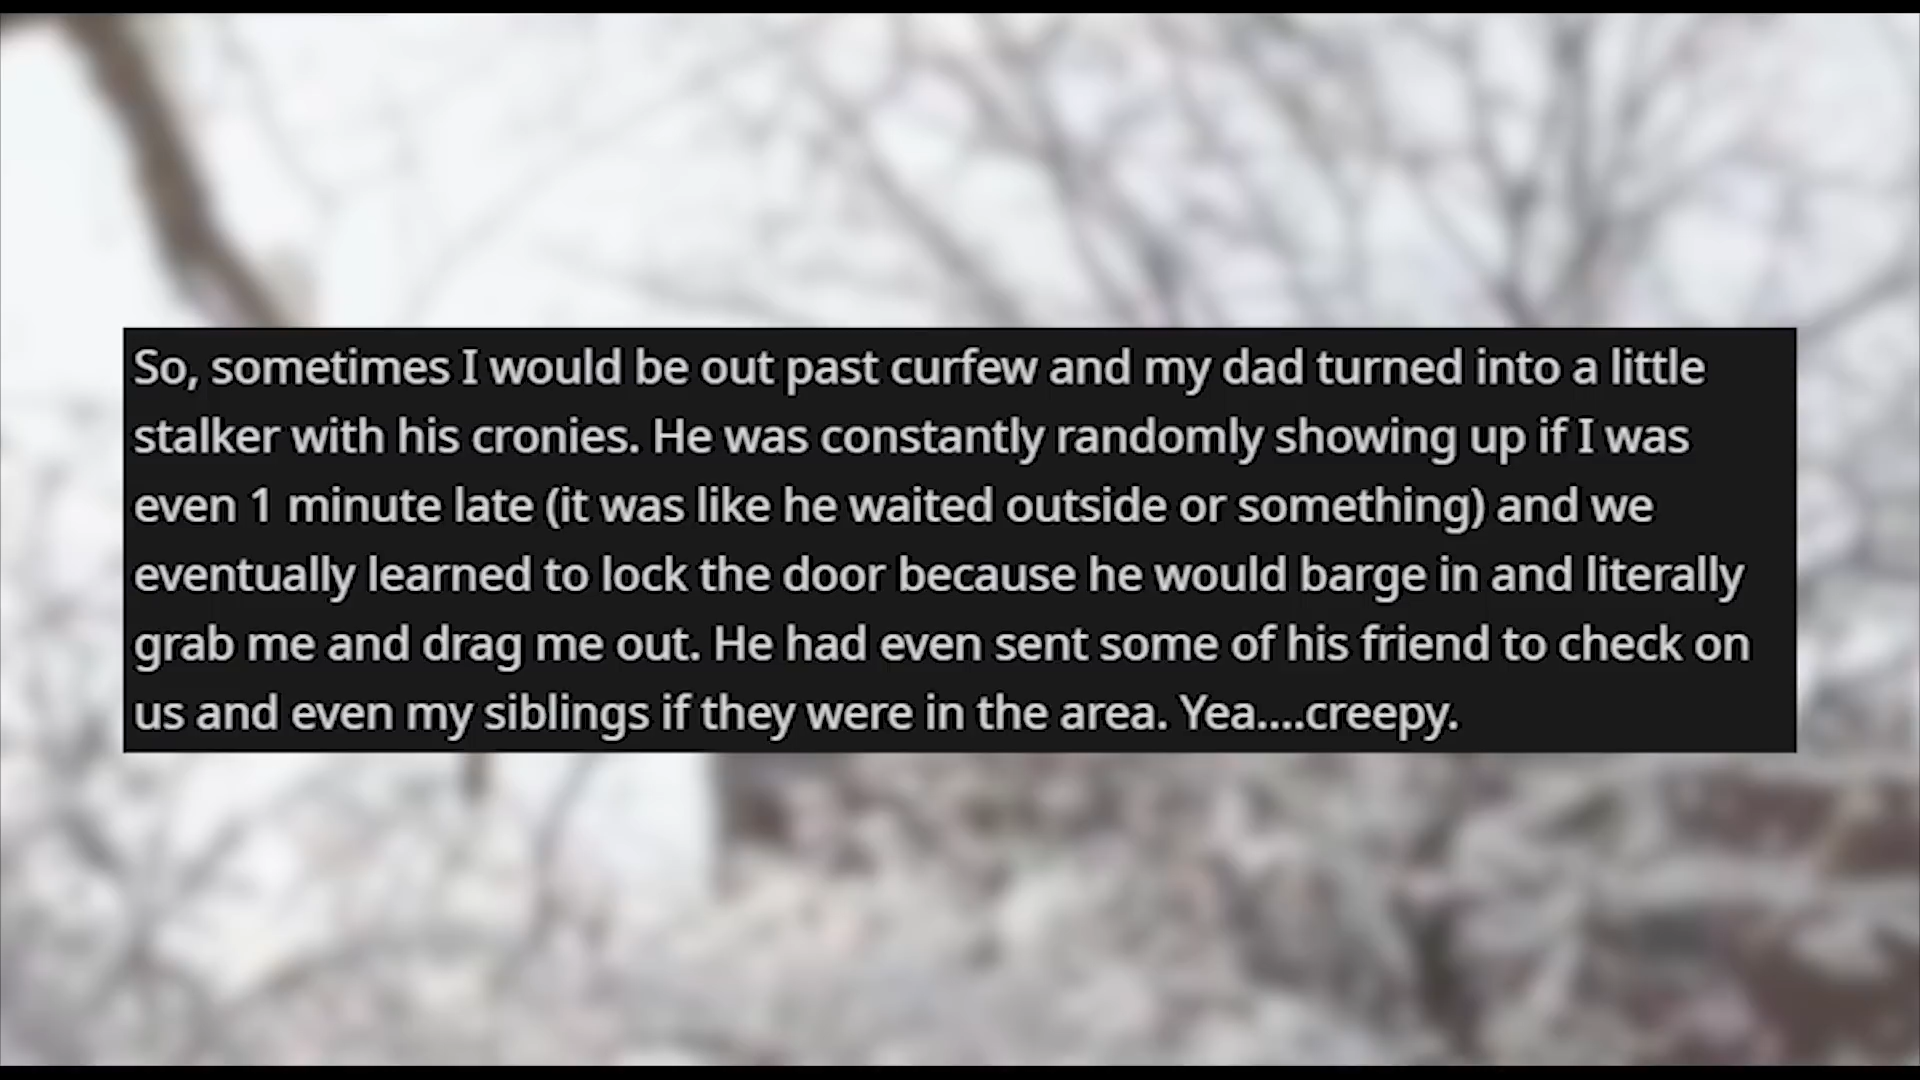 So, sometimes I would be out past curfew and my dad turned into a little
stalker with his cronies. He was constantly randomly showing up if I was
even 1 minute late (it was like he waited outside or something) and we
eventually learned to lock the door because he would barge in and literally
grab me and drag me out. He had even sent some of his friend to check on
us and even my siblings if they were in the area. Yea....creepy.